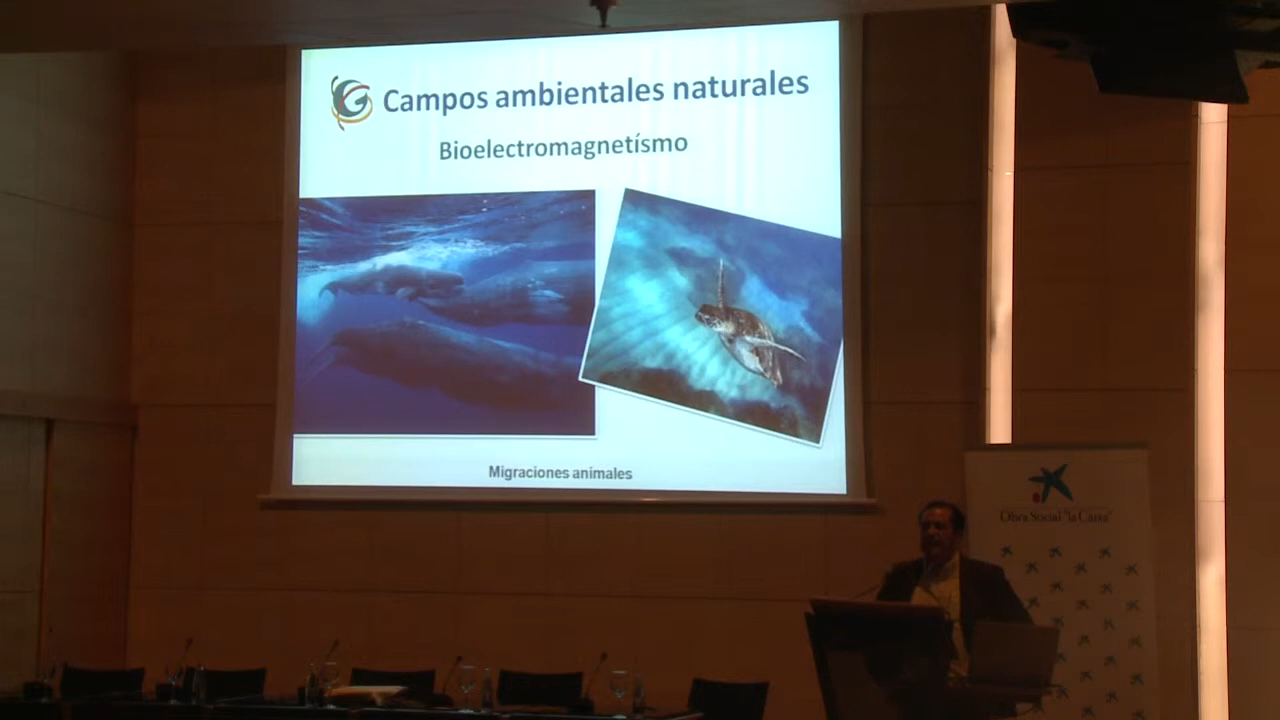 Campos ambientales naturales
Bioelectromagnetísmo
Migraciones animales
Obra Social "la Caixa"